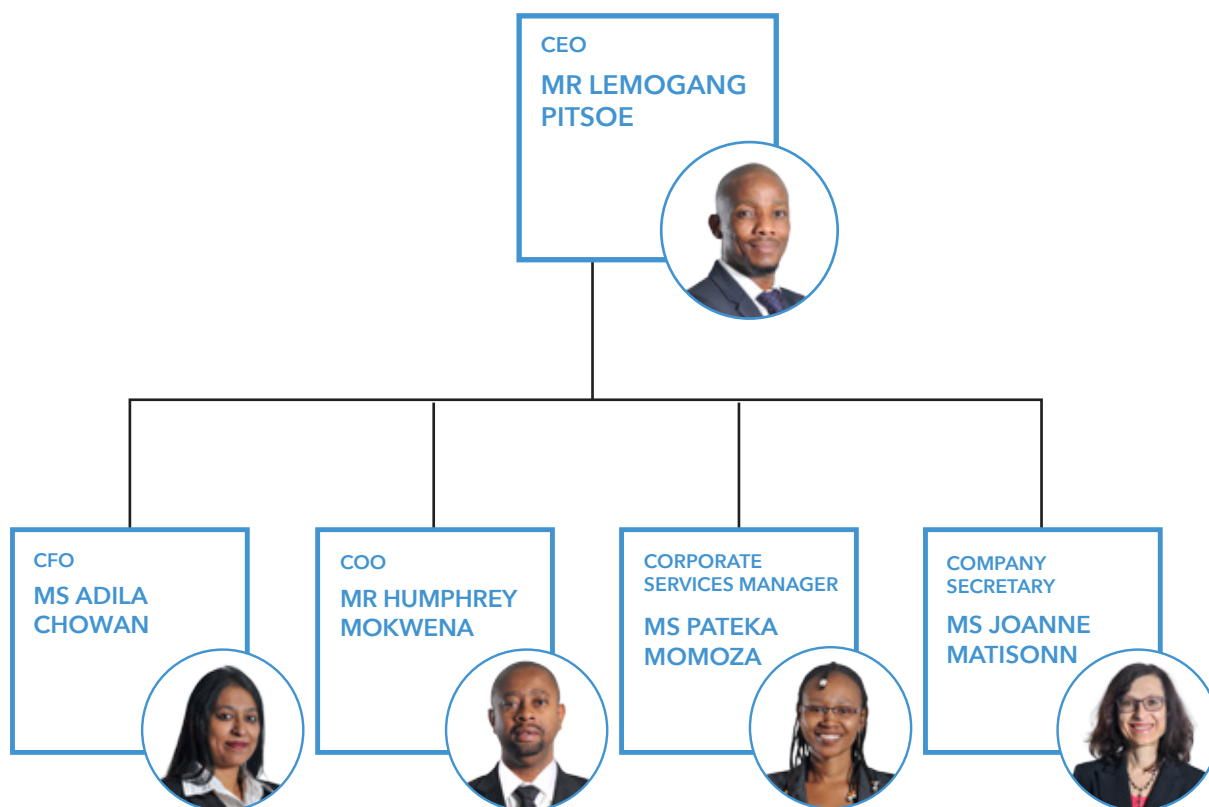 CEO
MR LEMOGANG
PITSOE
CFO
MS ADILA
CHOWAN
COO
MR HUMPHREY
MOKWENA
CORPORATE
SERVICES MANAGER
MS PATEKA
MOMOZA
COMPANY
SECRETARY
MS JOANNE
MATISONN